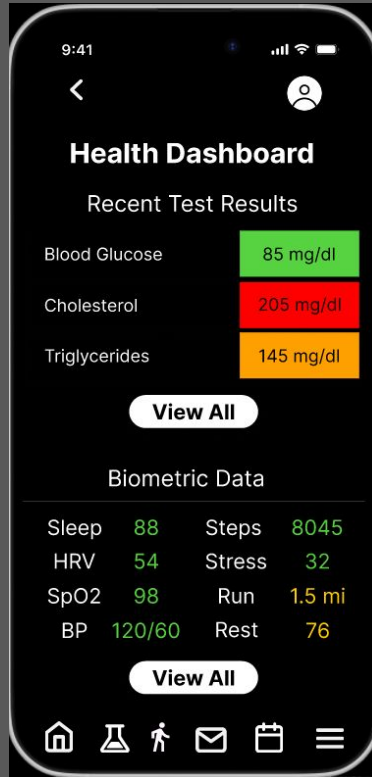 9:41
Health Dashboard
Recent Test Results
Blood Glucose 85 mg/dl
Cholesterol 205 mg/dl
Triglycerides 145 mg/dl
View All
Biometric Data
Sleep 88 Steps 8045
HRV 54 Stress 32
SpO2 98 Run 1.5 mi
BP 120/60 Rest 76
View All